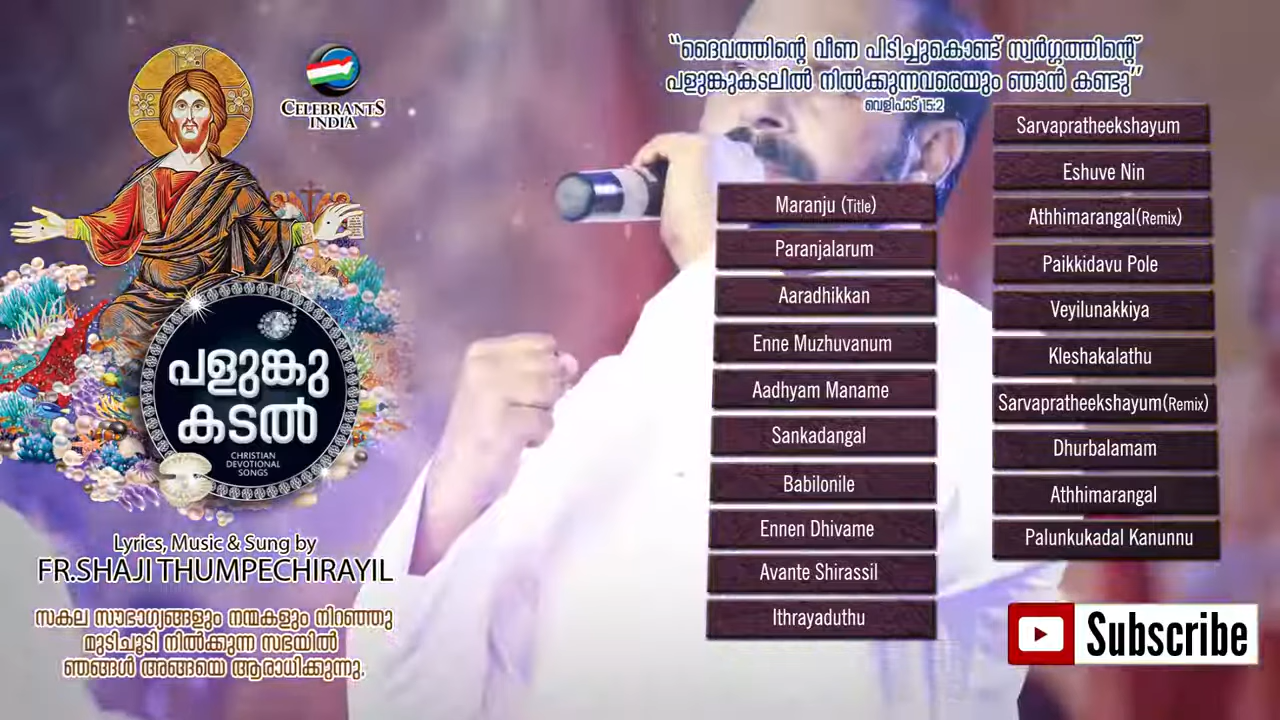 CELEBRANTS
INDIA
പളുങ്കു
കടൽ
CHRISTIAN
DEVOTIONAL
SONGS
Lyrics, Music & Sung by
FR.SHAJI THUMPECHIRAYIL
സകല സൗഭാഗ്യങ്ങളും നന്മകളും നിറഞ്ഞു
മുടിചൂടി നിൽക്കുന്ന സഭയിൽ
ഞങ്ങൾ അങ്ങയെ ആരാധിക്കുന്നു.
“ദൈവത്തിന്റെ വീണ പിടിച്ചുകൊണ്ട് സ്വർഗ്ഗത്തിന്റെ
പളുങ്കുകടലിൽ നിൽക്കുന്നവരെയും ഞാൻ കണ്ടു”
വെളിപാട് 15:2
Maranju (Title)
Paranjalarum
Aaradhikkan
Enne Muzhuvanum
Aadhyam Maname
Sankadangal
Babilonile
Ennen Dhivame
Avante Shirassil
Ithrayaduthu
Sarvapratheekshayum
Eshuve Nin
Athhimarangal(Remix)
Paikkidavu Pole
Veyilunakkiya
Kleshakalathu
Sarvapratheekshayum(Remix)
Dhurbalamam
Athhimarangal
Palunkukadal Kanunnu
Subscribe